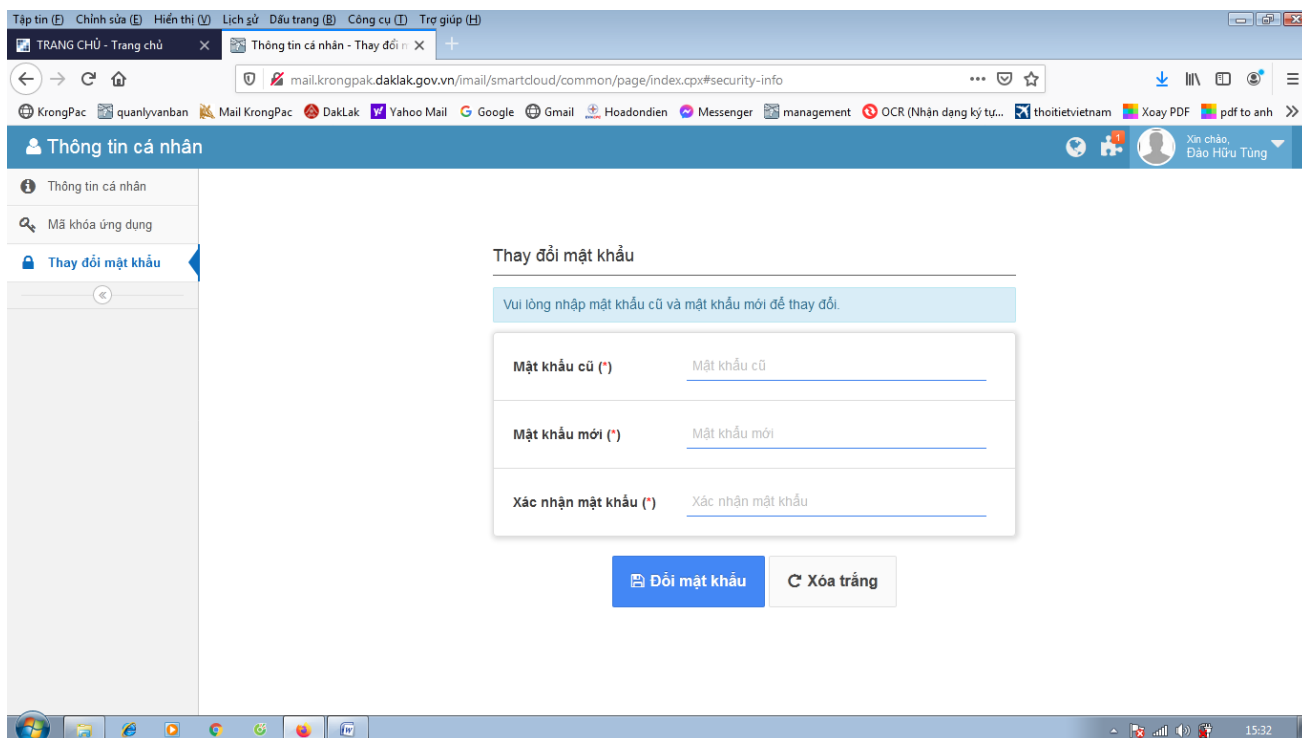 Tập tin (F) Chỉnh sửa (E) Hiển thị (V) Lịch sử Dấu trang (B) Công cụ (T) Trợ giúp (H)
TRANG CHỦ - Trang chủ
Thông tin cá nhân - Thay đổi
mail.krongpak.daklak.gov.vn/imail/smartcloud/common/page/index.cpx#security-info
KrongPac quanlyvanban Mail KrongPac DakLak Yahoo Mail Google Gmail Hoadondien Messenger management OCR (Nhận dạng ký tự... thoitietvietnam Xoay PDF pdf to anh
Thông tin cá nhân
1
Xin chào,
Đào Hữu Tùng
Thông tin cá nhân
Mã khóa ứng dụng
Thay đổi mật khẩu
Thay đổi mật khẩu
Vui lòng nhập mật khẩu cũ và mật khẩu mới để thay đổi.
Mật khẩu cũ (*) Mật khẩu cũ
Mật khẩu mới (*) Mật khẩu mới
Xác nhận mật khẩu (*) Xác nhận mật khẩu
Đổi mật khẩu Xóa trắng
15:32